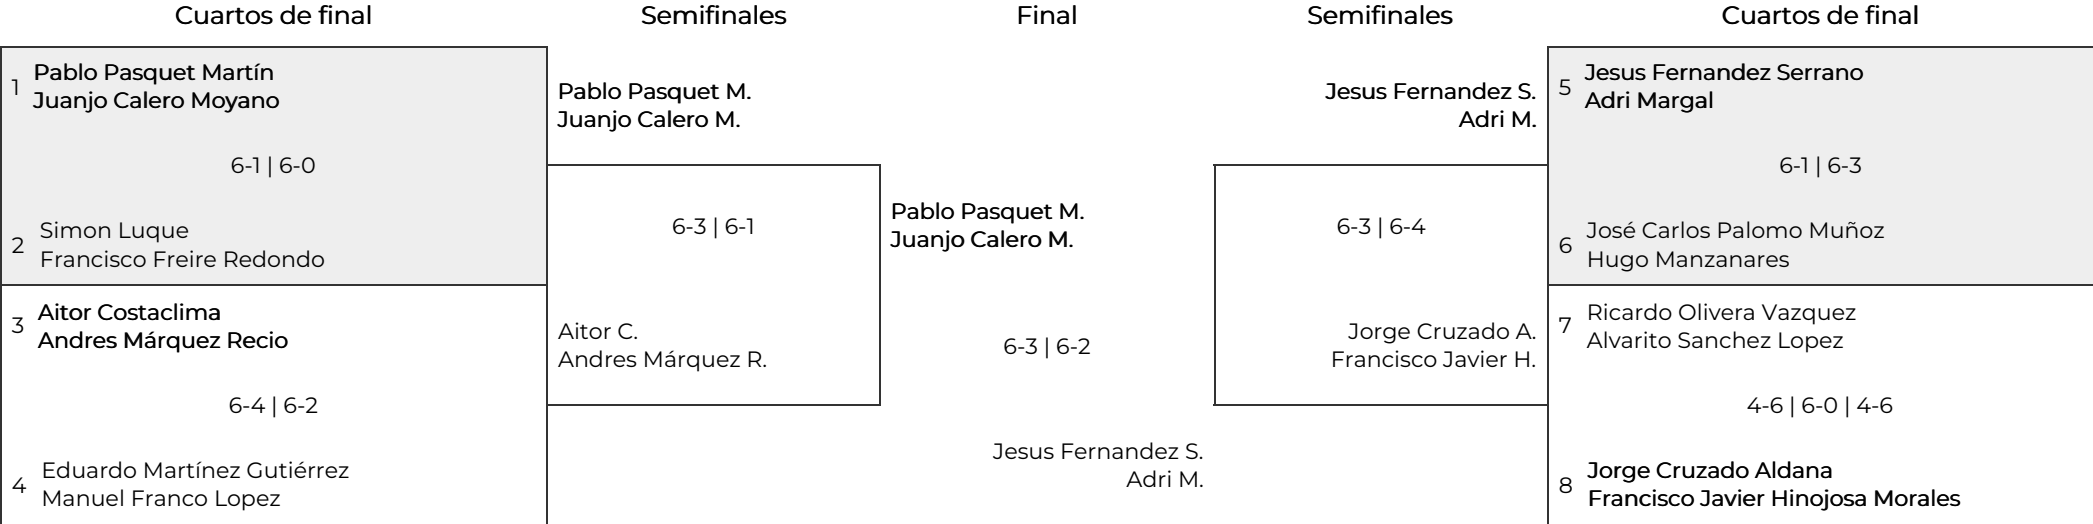 Cuartos de final
Semifinales
Final
Semifinales
Cuartos de final
1
Pablo Pasquet Martín
Juanjo Calero Moyano
6-1 | 6-0
2
Simon Luque
Francisco Freire Redondo
3
Aitor Costaclima
Andres Márquez Recio
6-4 | 6-2
4
Eduardo Martínez Gutiérrez
Manuel Franco Lopez
Pablo Pasquet M.
Juanjo Calero M.
6-3 | 6-1
Aitor C.
Andres Márquez R.
Pablo Pasquet M.
Juanjo Calero M.
6-3 | 6-2
Jesus Fernandez S.
Adri M.
Jesus Fernandez S.
Adri M.
6-3 | 6-4
Jorge Cruzado A.
Francisco Javier H.
5
Jesus Fernandez Serrano
Adri Margal
6-1 | 6-3
6
José Carlos Palomo Muñoz
Hugo Manzanares
7
Ricardo Olivera Vazquez
Alvarito Sanchez Lopez
4-6 | 6-0 | 4-6
8
Jorge Cruzado Aldana
Francisco Javier Hinojosa Morales